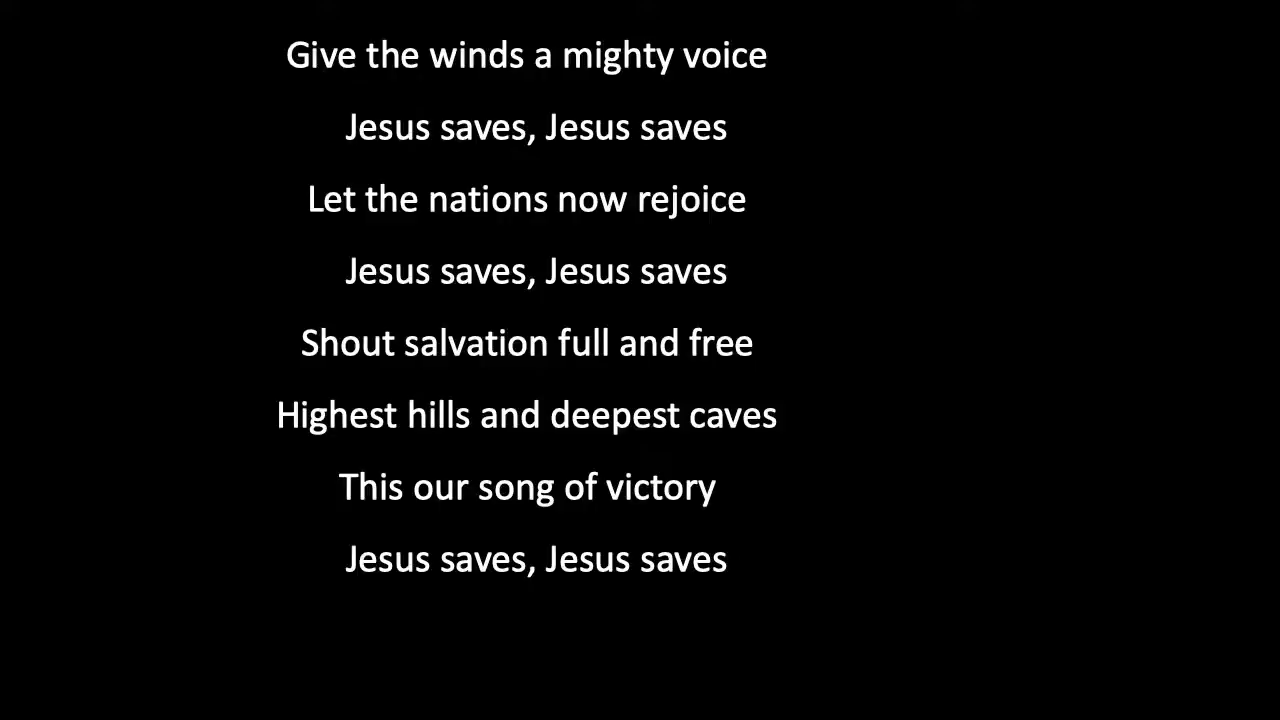 Give the winds a mighty voice
Jesus saves, Jesus saves
Let the nations now rejoice
Jesus saves, Jesus saves
Shout salvation full and free
Highest hills and deepest caves
This our song of victory
Jesus saves, Jesus saves